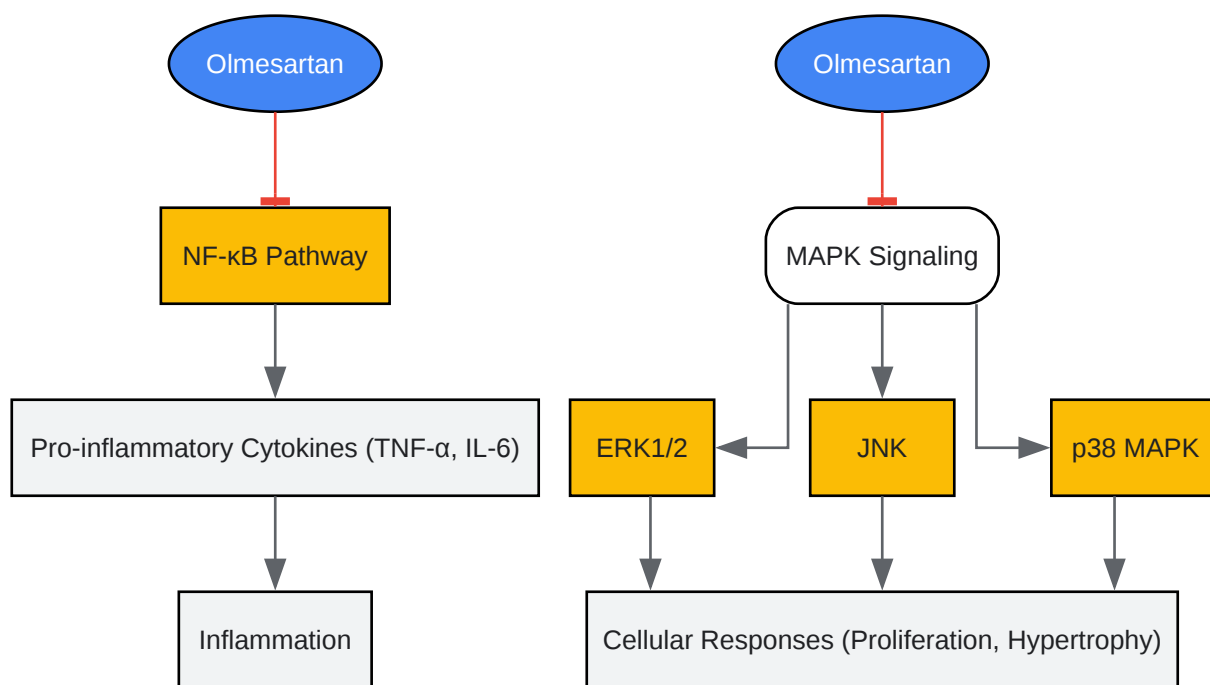 Olmesartan
Olmesartan
NF-κB Pathway
MAPK Signaling
Pro-inflammatory Cytokines (TNF-α, IL-6)
ERK1/2
JNK
p38 MAPK
Inflammation
Cellular Responses (Proliferation, Hypertrophy)